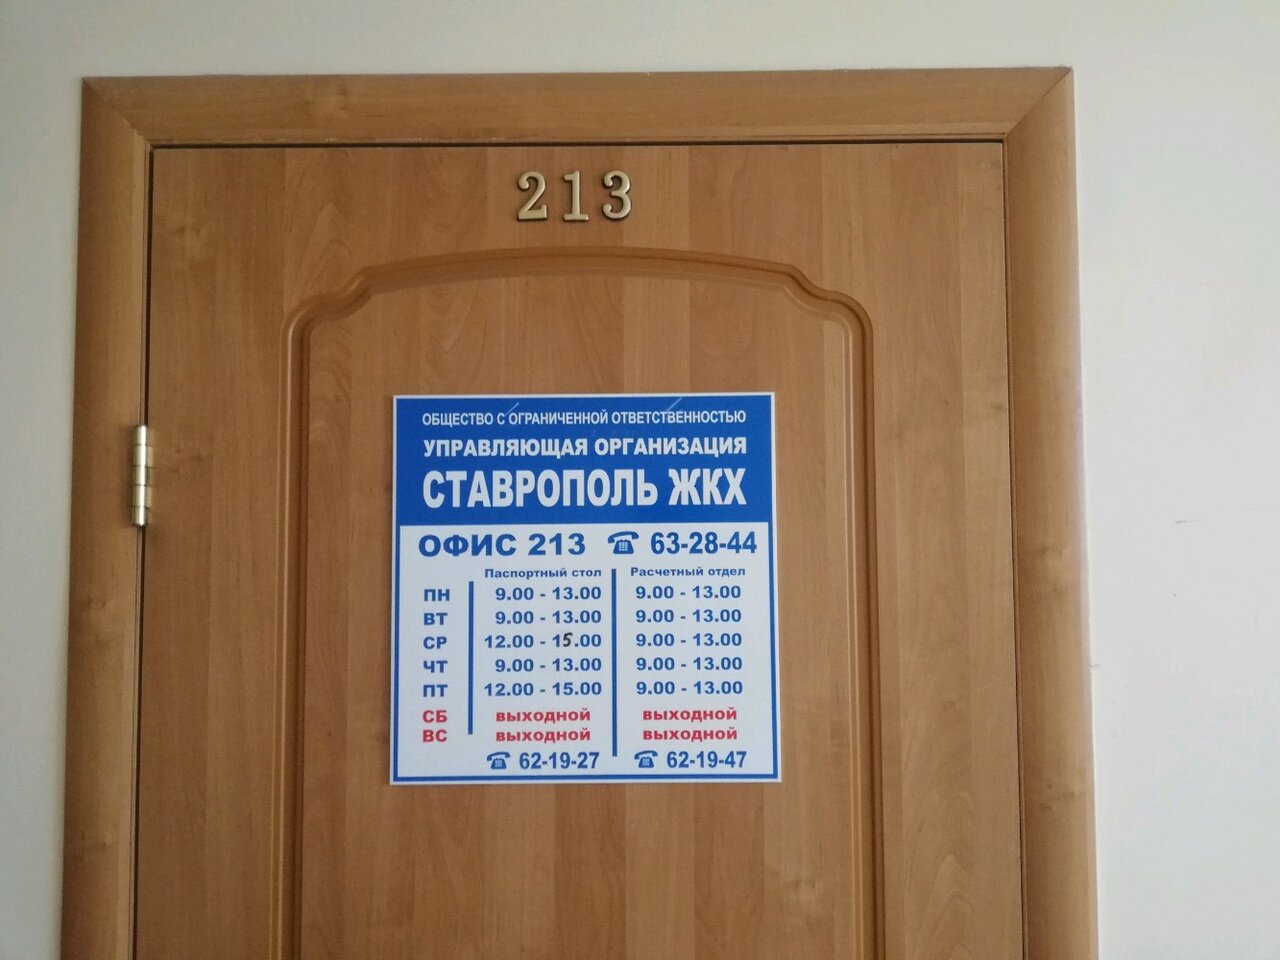 213
ОБЩЕСТВО С ОГРАНИЧЕННОЙ ОТВЕТСТВЕННОСТЬЮ
УПРАВЛЯЮЩАЯ ОРГАНИЗАЦИЯ
СТАВРОПОЛЬ ЖКХ
ОФИС 213 ☎ 63-28-44
Паспортный стол Расчетный отдел
ПН 9.00 - 13.00 9.00 - 13.00
ВТ 9.00 - 13.00 9.00 - 13.00
СР 12.00 - 15.00 9.00 - 13.00
ЧТ 9.00 - 13.00 9.00 - 13.00
ПТ 12.00 - 15.00 9.00 - 13.00
СБ выходной выходной
ВС выходной выходной
☎ 62-19-27 ☎ 62-19-47